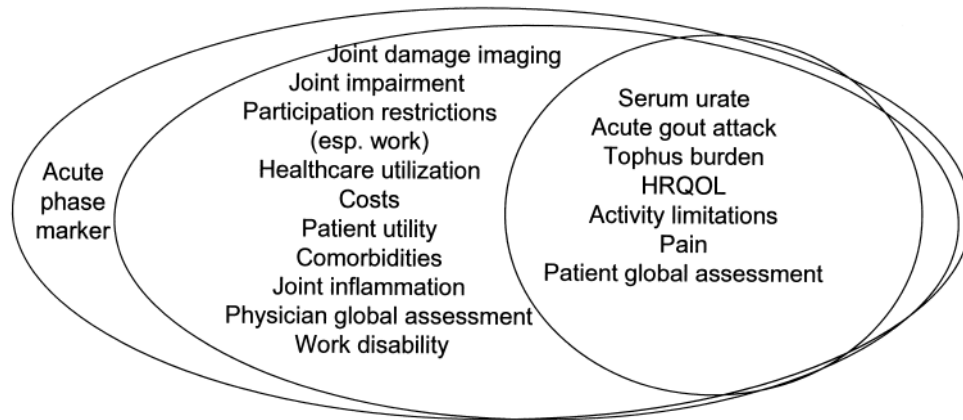 Acute
phase
marker
Joint damage imaging
Joint impairment
Participation restrictions
(esp. work)
Healthcare utilization
Costs
Patient utility
Comorbidities
Joint inflammation
Physician global assessment
Work disability
Serum urate
Acute gout attack
Tophus burden
HRQOL
Activity limitations
Pain
Patient global assessment